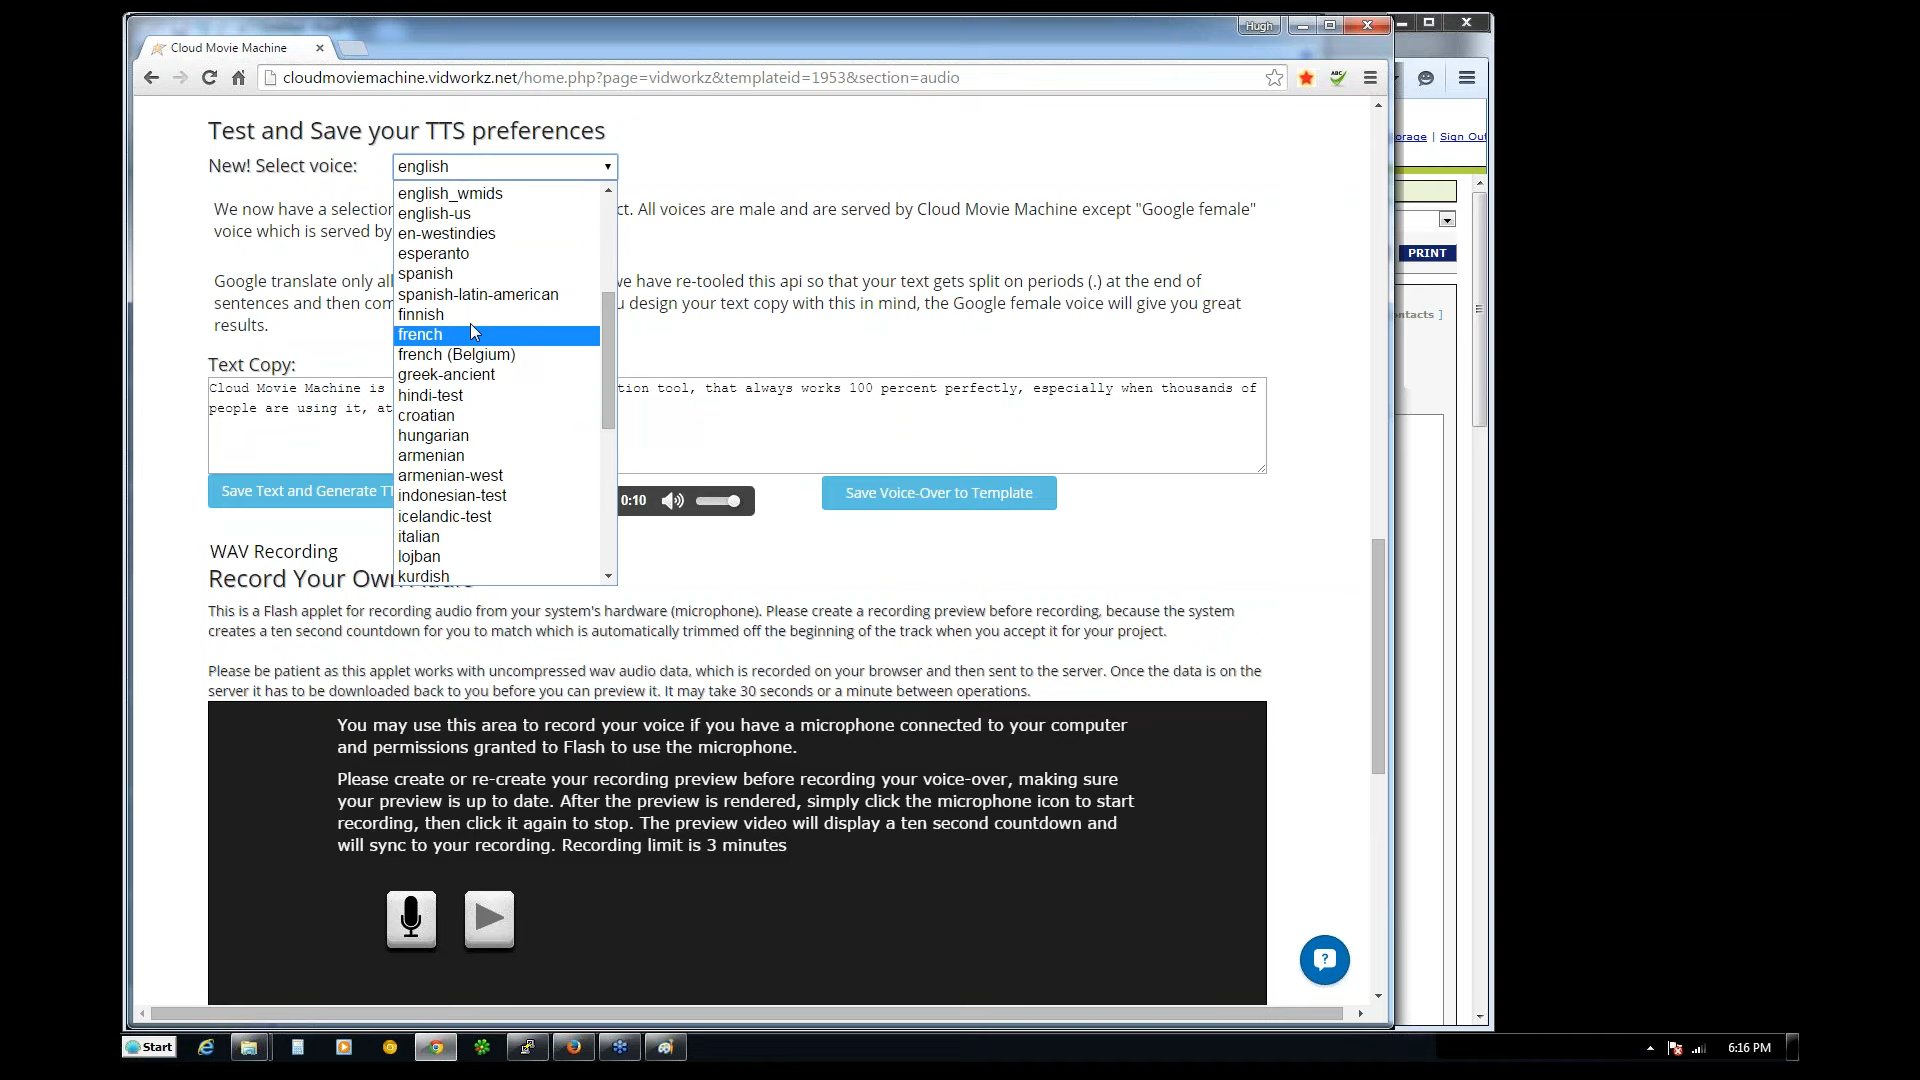 Hugh
Cloud Movie Machine
cloudmoviemachine.vidworkz.net/home.php?page=vidworkz&templateid=1953&section=audio
ABC
orage | Sign Out
PRINT
ontacts ]
Test and Save your TTS preferences
New! Select voice:
english
We now have a selection
ct. All voices are male and are served by Cloud Movie Machine except "Google female"
voice which is served by
Google translate only all
we have re-tooled this api so that your text gets split on periods (.) at the end of
sentences and then com
u design your text copy with this in mind, the Google female voice will give you great
results.
english_wmids
english-us
en-westindies
esperanto
spanish
spanish-latin-american
finnish
french
french (Belgium)
greek-ancient
hindi-test
croatian
hungarian
armenian
armenian-west
indonesian-test
icelandic-test
italian
lojban
kurdish
Text Copy:
Cloud Movie Machine is
tion tool, that always works 100 percent perfectly, especially when thousands of
people are using it, at
Save Text and Generate TT
0:10
Save Voice-Over to Template
WAV Recording
Record Your Own Audio
This is a Flash applet for recording audio from your system's hardware (microphone). Please create a recording preview before recording, because the system
creates a ten second countdown for you to match which is automatically trimmed off the beginning of the track when you accept it for your project.
Please be patient as this applet works with uncompressed wav audio data, which is recorded on your browser and then sent to the server. Once the data is on the
server it has to be downloaded back to you before you can preview it. It may take 30 seconds or a minute between operations.
You may use this area to record your voice if you have a microphone connected to your computer
and permissions granted to Flash to use the microphone.
Please create or re-create your recording preview before recording your voice-over, making sure
your preview is up to date. After the preview is rendered, simply click the microphone icon to start
recording, then click it again to stop. The preview video will display a ten second countdown and
will sync to your recording. Recording limit is 3 minutes
?
Start
6:16 PM